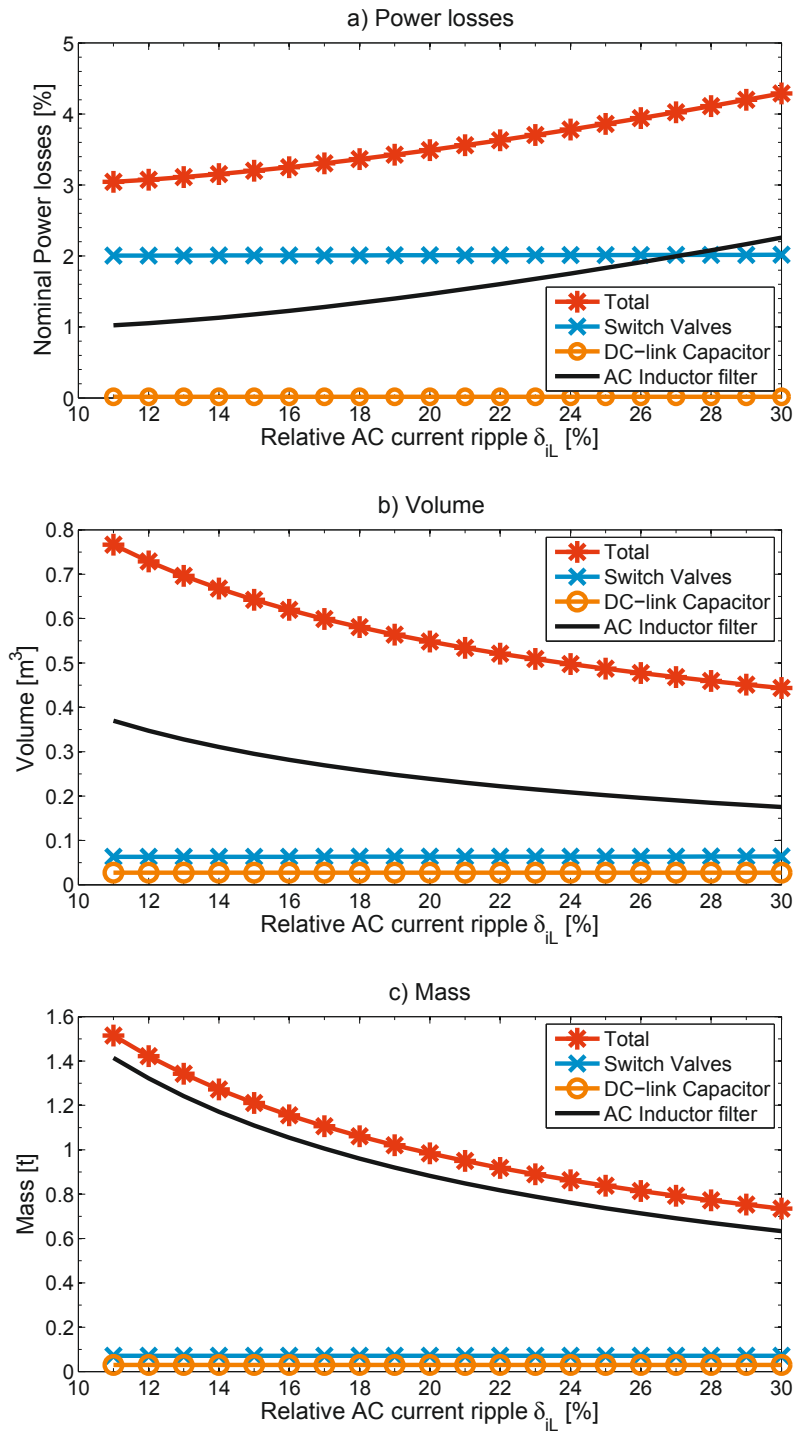 a) Power losses
5
4
3
2
1
0
Nominal Power losses [%]
Total
Switch Valves
DC−link Capacitor
AC Inductor filter
10 12 14 16 18 20 22 24 26 28 30
Relative AC current ripple δiL [%]
b) Volume
0.8
0.7
0.6
0.5
0.4
0.3
0.2
0.1
0
Volume [m³]
Total
Switch Valves
DC−link Capacitor
AC Inductor filter
10 12 14 16 18 20 22 24 26 28 30
Relative AC current ripple δiL [%]
c) Mass
1.6
1.4
1.2
1
0.8
0.6
0.4
0.2
0
Mass [t]
Total
Switch Valves
DC−link Capacitor
AC Inductor filter
10 12 14 16 18 20 22 24 26 28 30
Relative AC current ripple δiL [%]